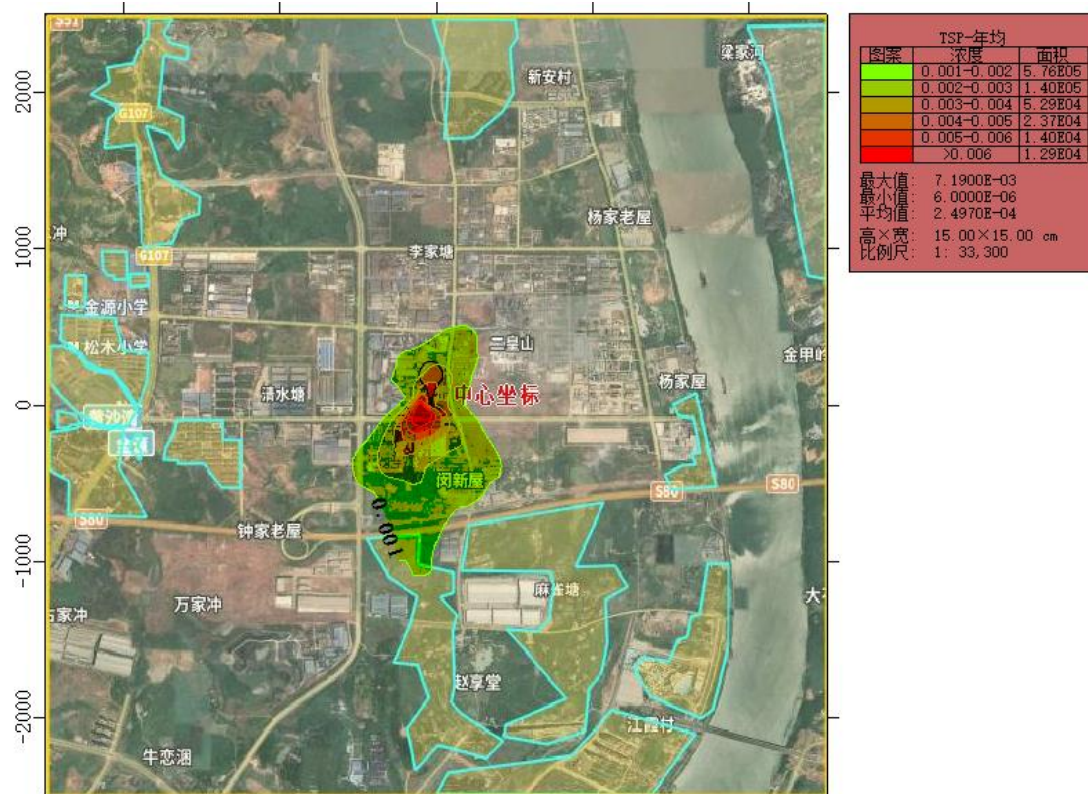 S51
梁家河
新安村
2000
G107
杨家老屋
冲
李家塘
1000
G107
金源小学
松木小学
二皇山
金甲岭
杨家屋
清水塘
中心坐标
0
闵新屋
S80
S80
0.001
S80
钟家老屋
-1000
麻雀塘
万家冲
赵享堂
-2000
江霞村
牛恋洄
TSP-年均
图案 浓度 面积
0.001-0.002 5.76E05
0.002-0.003 1.40E05
0.003-0.004 5.29E04
0.004-0.005 2.37E04
0.005-0.006 1.40E04
>0.006 1.29E04
最大值: 7.1900E-03
最小值: 6.0000E-06
平均值: 2.4970E-04
高×宽: 15.00×15.00 cm
比例尺: 1: 33,300